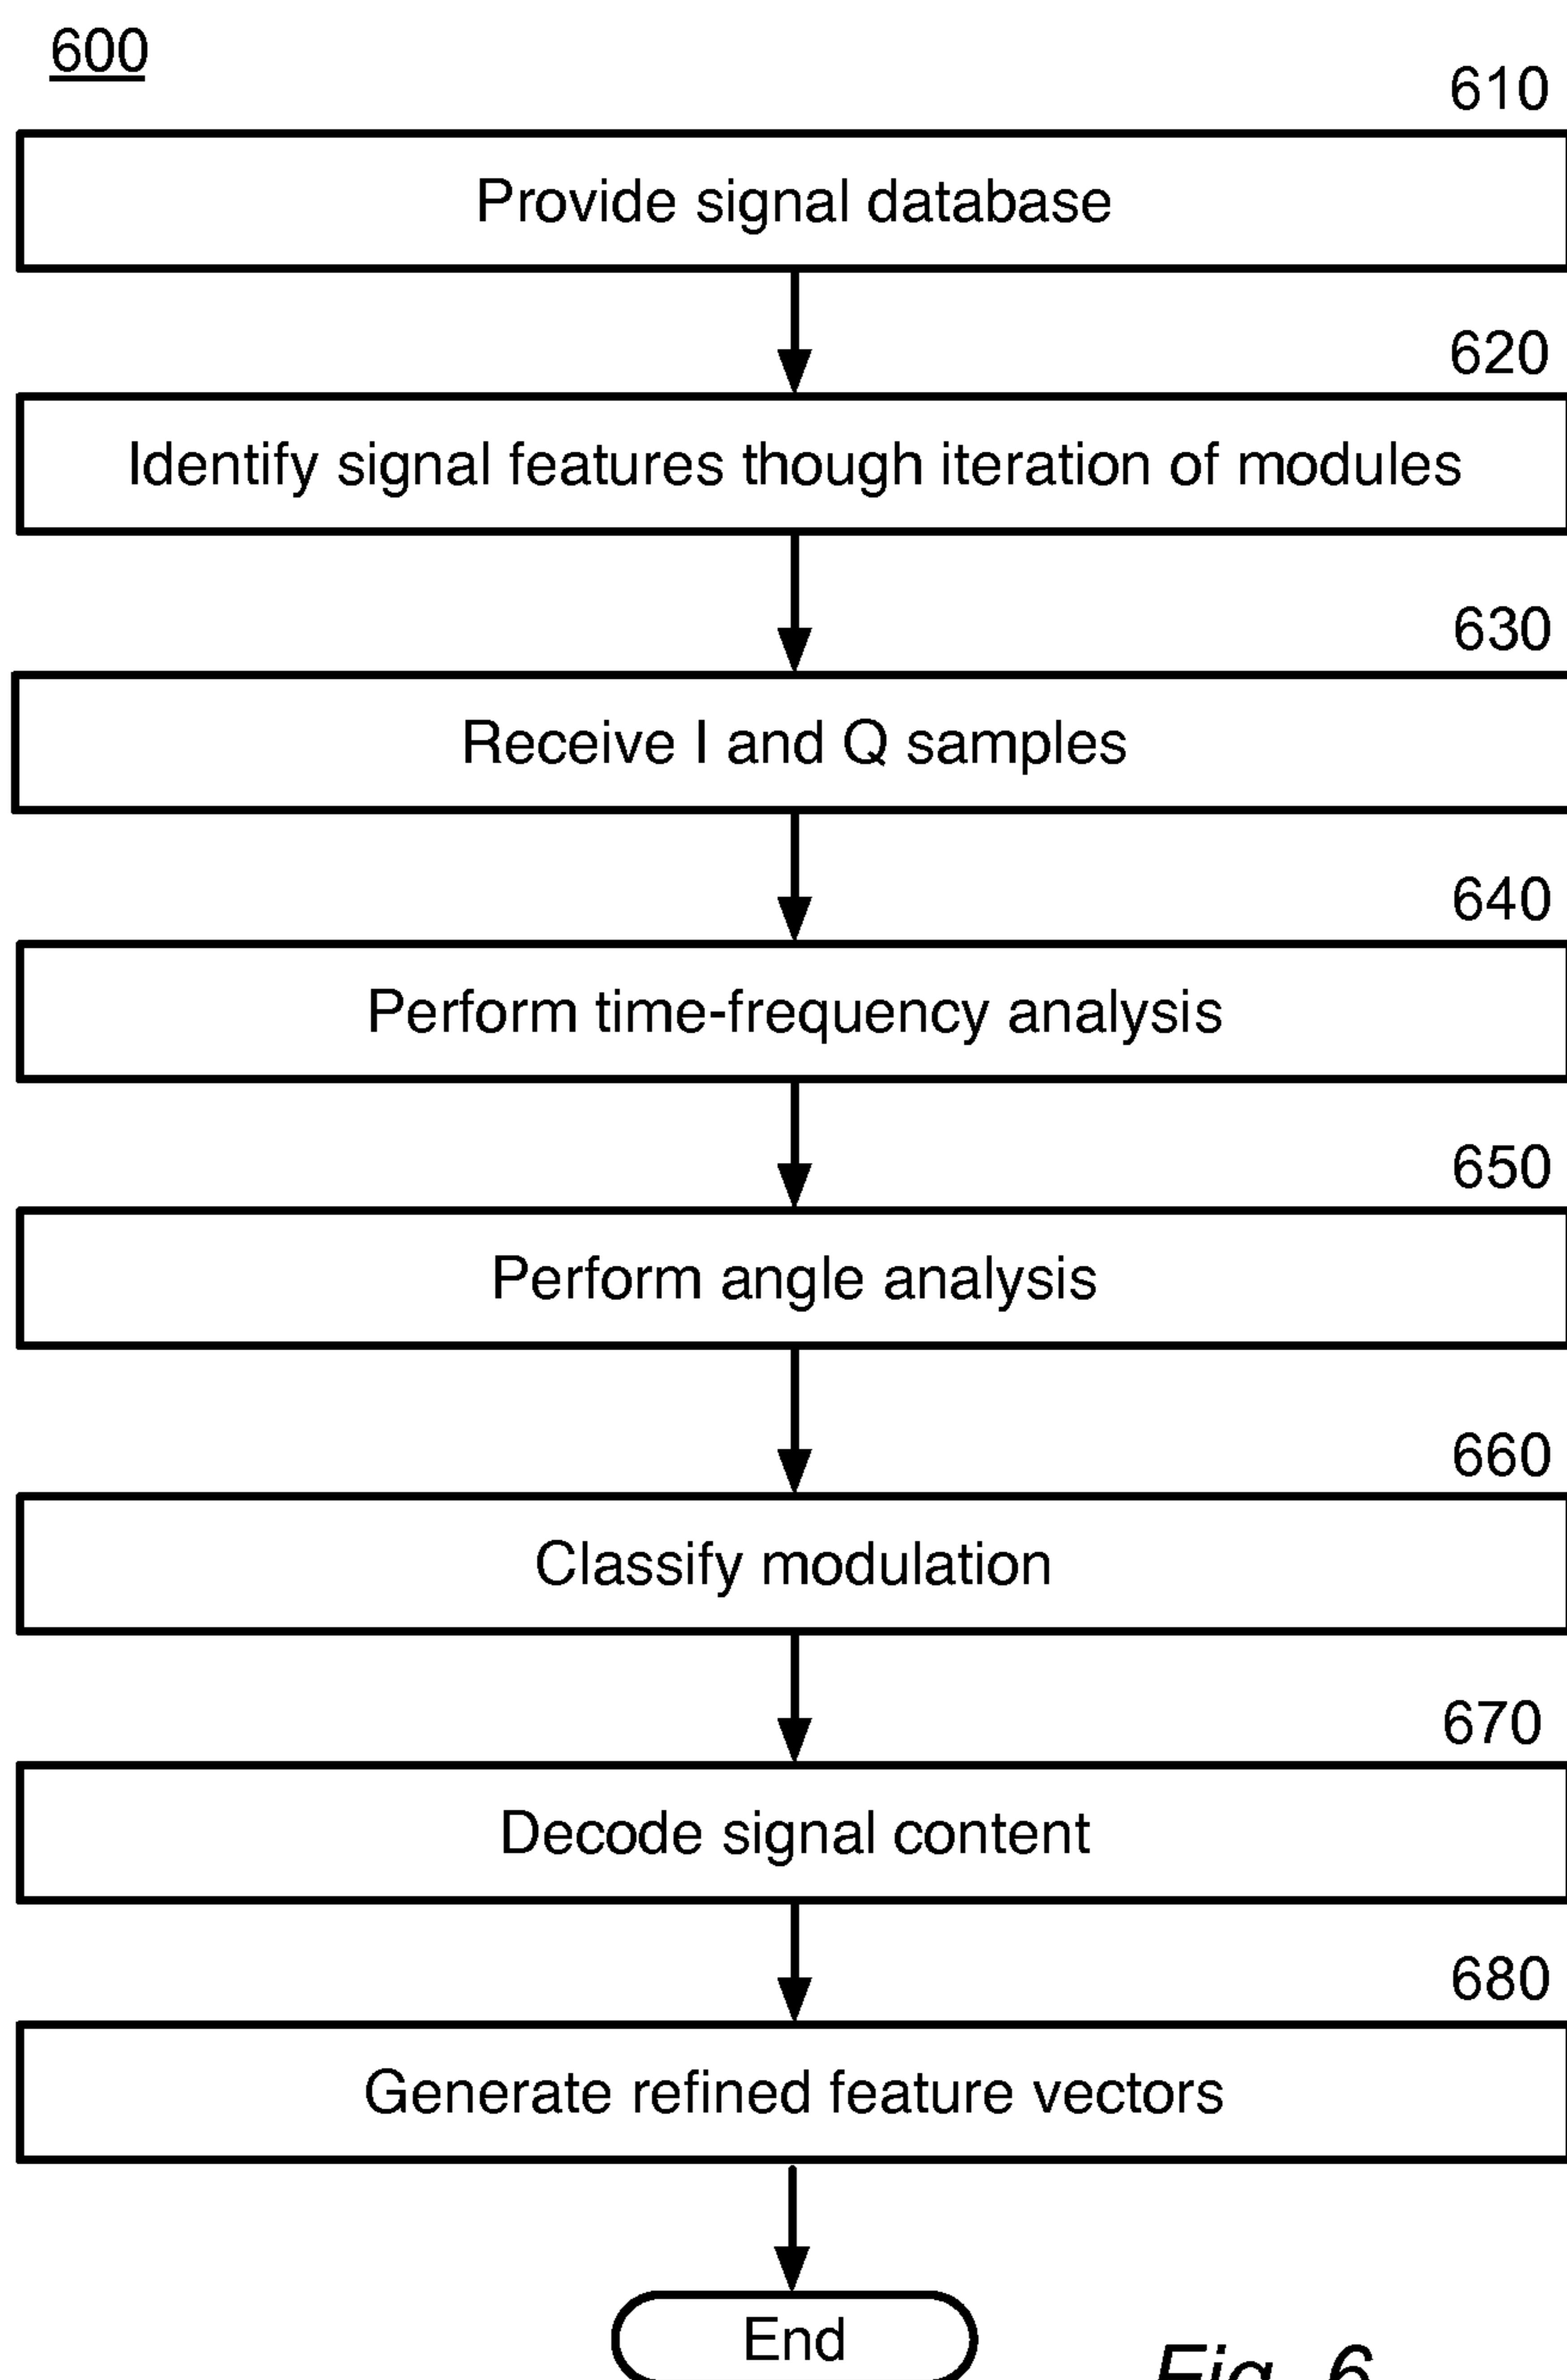 600
610
Provide signal database
620
Identify signal features though iteration of modules
630
Receive I and Q samples
640
Perform time-frequency analysis
650
Perform angle analysis
660
Classify modulation
670
Decode signal content
680
Generate refined feature vectors
End
Fig. 6